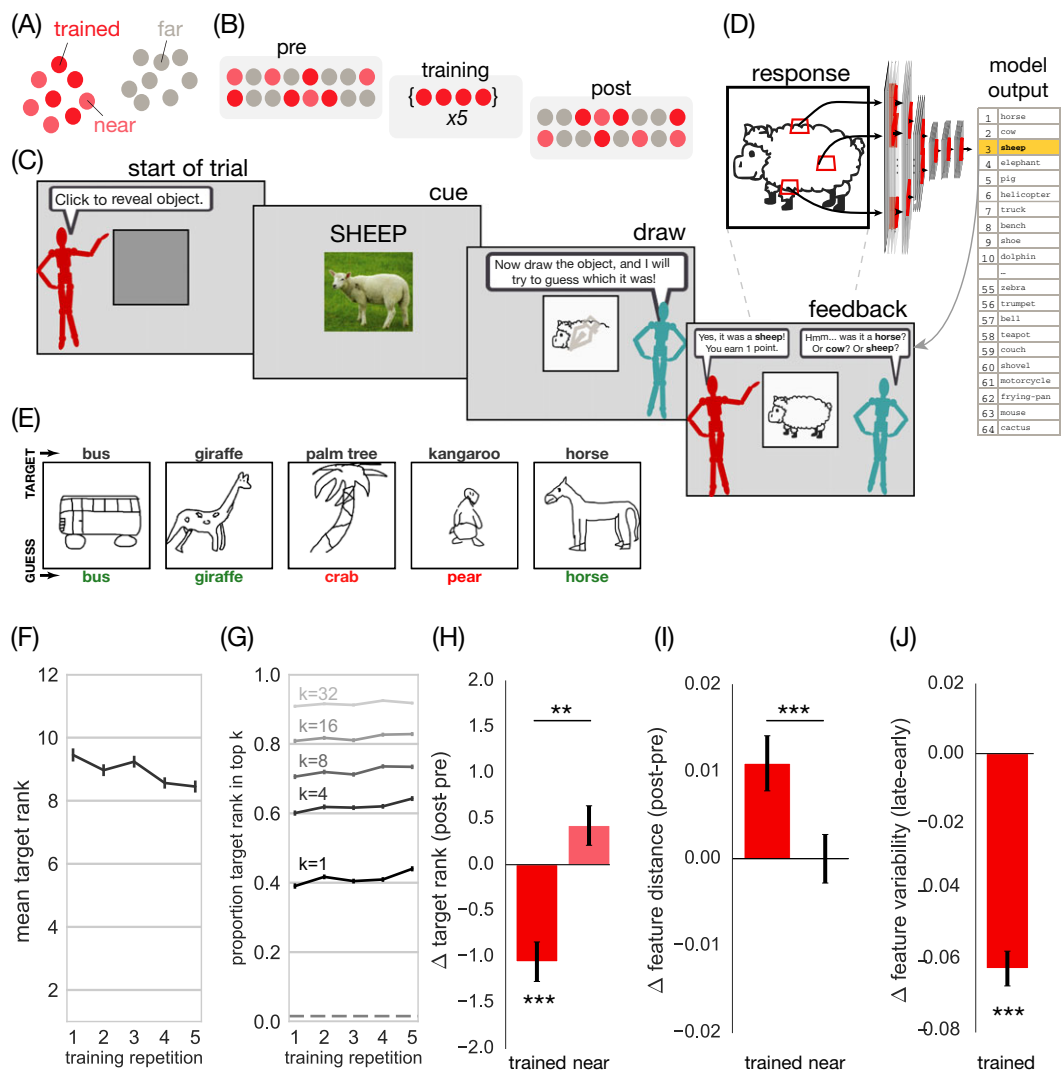 (A)
trained
far
near
(B)
pre
training
{ }
x5
post
(C)
start of trial
Click to reveal object.
cue
SHEEP
draw
Now draw the object, and I will
try to guess which it was!
feedback
Yes, it was a sheep!
You earn 1 point.
Hmm... was it a horse?
Or cow? Or sheep?
(D)
response
model
output
1 horse
2 cow
3 sheep
4 elephant
5 pig
6 helicopter
7 truck
8 bench
9 shoe
10 dolphin
…
55 zebra
56 trumpet
57 bell
58 teapot
59 couch
60 shovel
61 motorcycle
62 frying-pan
63 mouse
64 cactus
(E)
TARGET
bus giraffe palm tree kangaroo horse
GUESS
bus giraffe crab pear horse
(F)
mean target rank
12
10
8
6
4
2
1 2 3 4 5
training repetition
(G)
proportion target rank in top k
1.0
0.8
0.6
0.4
0.2
0.0
k=32
k=16
k=8
k=4
k=1
1 2 3 4 5
training repetition
(H)
Δ target rank (post-pre)
2.0
1.5
1.0
0.5
0.0
−0.5
−1.0
−1.5
−2.0
**
***
trained near
(I)
Δ feature distance (post-pre)
0.02
0.01
0.00
−0.01
−0.02
***
trained near
(J)
Δ feature variability (late-early)
0.02
0.00
−0.02
−0.04
−0.06
−0.08
***
trained